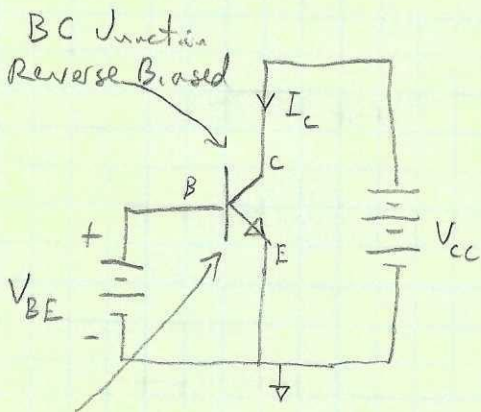 BC Junction
Reverse Biased
I_C
C
B
E
+
V_BE
-
V_CC